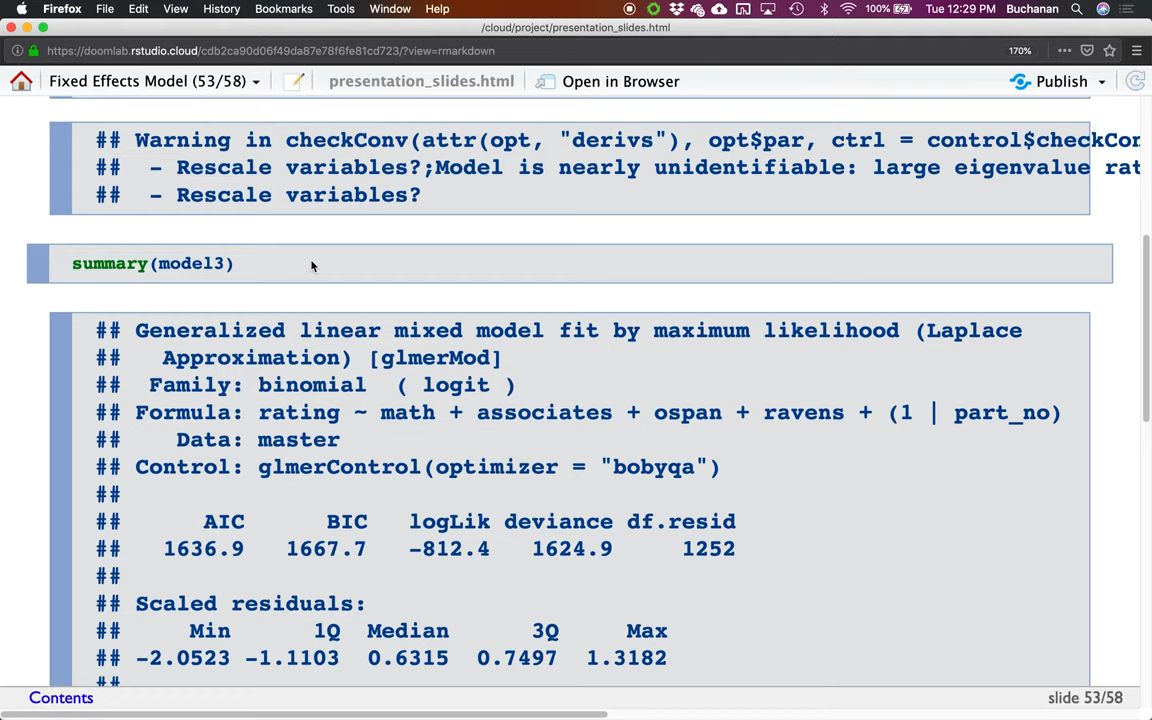 Firefox File Edit View History Bookmarks Tools Window Help 100% Tue 12:29 PM Buchanan
/cloud/project/presentation_slides.html
https://doomlab.rstudio.cloud/cdb2ca90d06f49da87e78f6fe81cd723/?view=rmarkdown 170%
Fixed Effects Model (53/58) presentation_slides.html Open in Browser Publish
## Warning in checkConv(attr(opt, "derivs"), opt$par, ctrl = control$checkCon
## - Rescale variables?;Model is nearly unidentifiable: large eigenvalue rat
## - Rescale variables?
summary(model3)
## Generalized linear mixed model fit by maximum likelihood (Laplace
## Approximation) [glmerMod]
## Family: binomial ( logit )
## Formula: rating ~ math + associates + ospan + ravens + (1 | part_no)
## Data: master
## Control: glmerControl(optimizer = "bobyqa")
##
## AIC BIC logLik deviance df.resid
## 1636.9 1667.7 -812.4 1624.9 1252
##
## Scaled residuals:
## Min 1Q Median 3Q Max
## -2.0523 -1.1103 0.6315 0.7497 1.3182
##
Contents slide 53/58